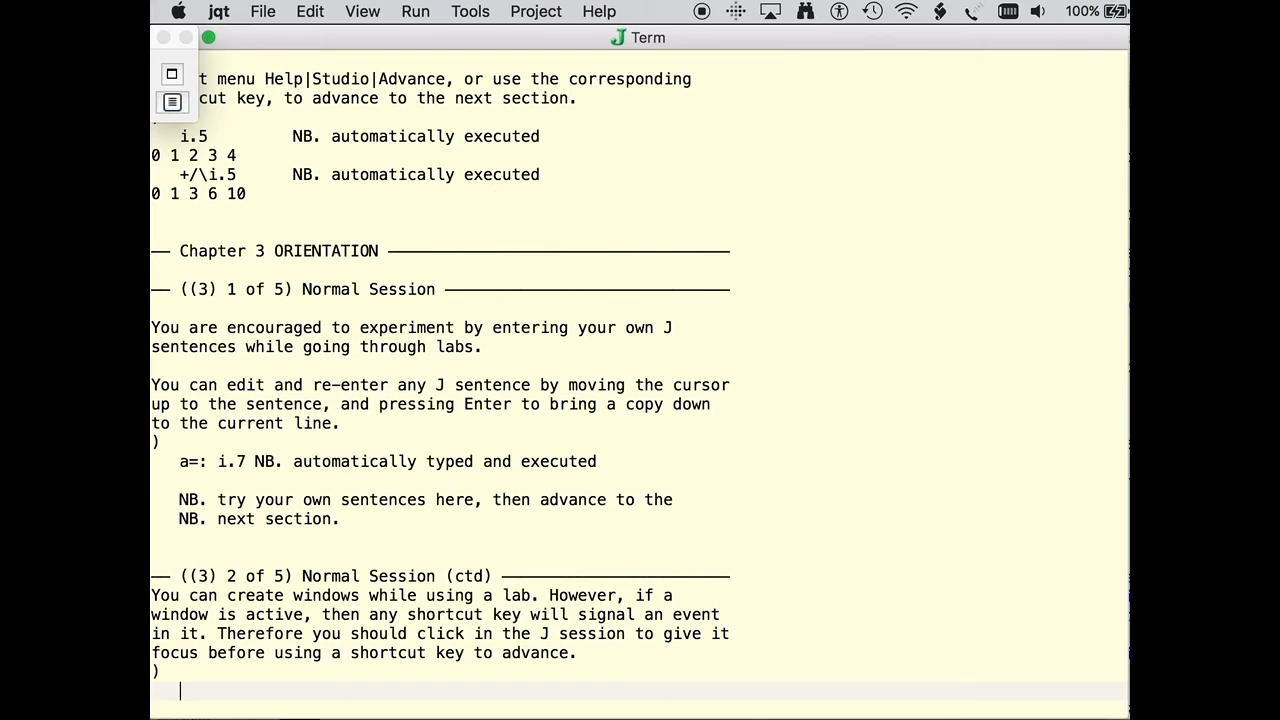 jqt File Edit View Run Tools Project Help 100%
Term
t menu Help|Studio|Advance, or use the corresponding
cut key, to advance to the next section.
i.5 NB. automatically executed
0 1 2 3 4
+/\i.5 NB. automatically executed
0 1 3 6 10
—— Chapter 3 ORIENTATION ——————————————————
—— ((3) 1 of 5) Normal Session ——————————————————
You are encouraged to experiment by entering your own J
sentences while going through labs.
You can edit and re-enter any J sentence by moving the cursor
up to the sentence, and pressing Enter to bring a copy down
to the current line.
)
a=: i.7 NB. automatically typed and executed
NB. try your own sentences here, then advance to the
NB. next section.
—— ((3) 2 of 5) Normal Session (ctd) ——————————————————
You can create windows while using a lab. However, if a
window is active, then any shortcut key will signal an event
in it. Therefore you should click in the J session to give it
focus before using a shortcut key to advance.
)